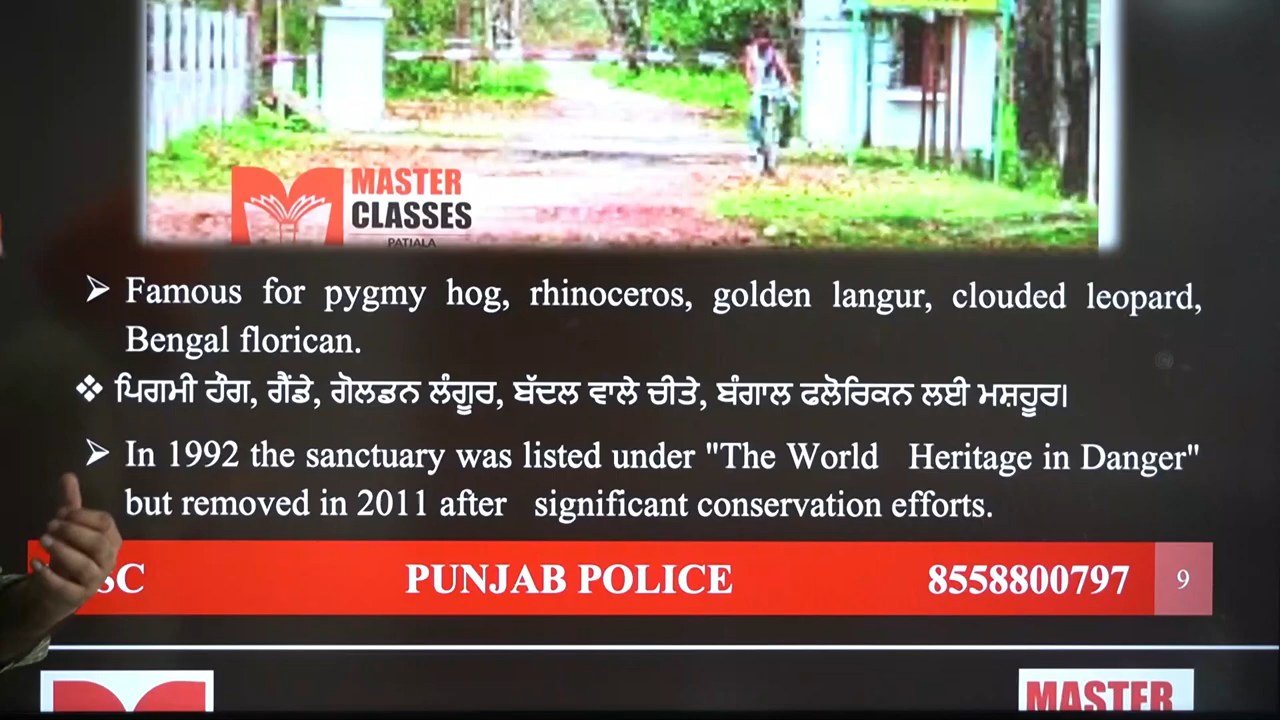 MASTER
CLASSES
PATIALA
Famous for pygmy hog, rhinoceros, golden langur, clouded leopard,
Bengal florican.
ਪਿਗਮੀ ਹੌਗ, ਗੈਂਡੇ, ਗੋਲਡਨ ਲੰਗੂਰ, ਬੱਦਲ ਵਾਲੇ ਚੀਤੇ, ਬੰਗਾਲ ਫਲੋਰਿਕਨ ਲਈ ਮਸ਼ਹੂਰ।
In 1992 the sanctuary was listed under "The World Heritage in Danger"
but removed in 2011 after significant conservation efforts.
SC PUNJAB POLICE 8558800797 9
MASTER